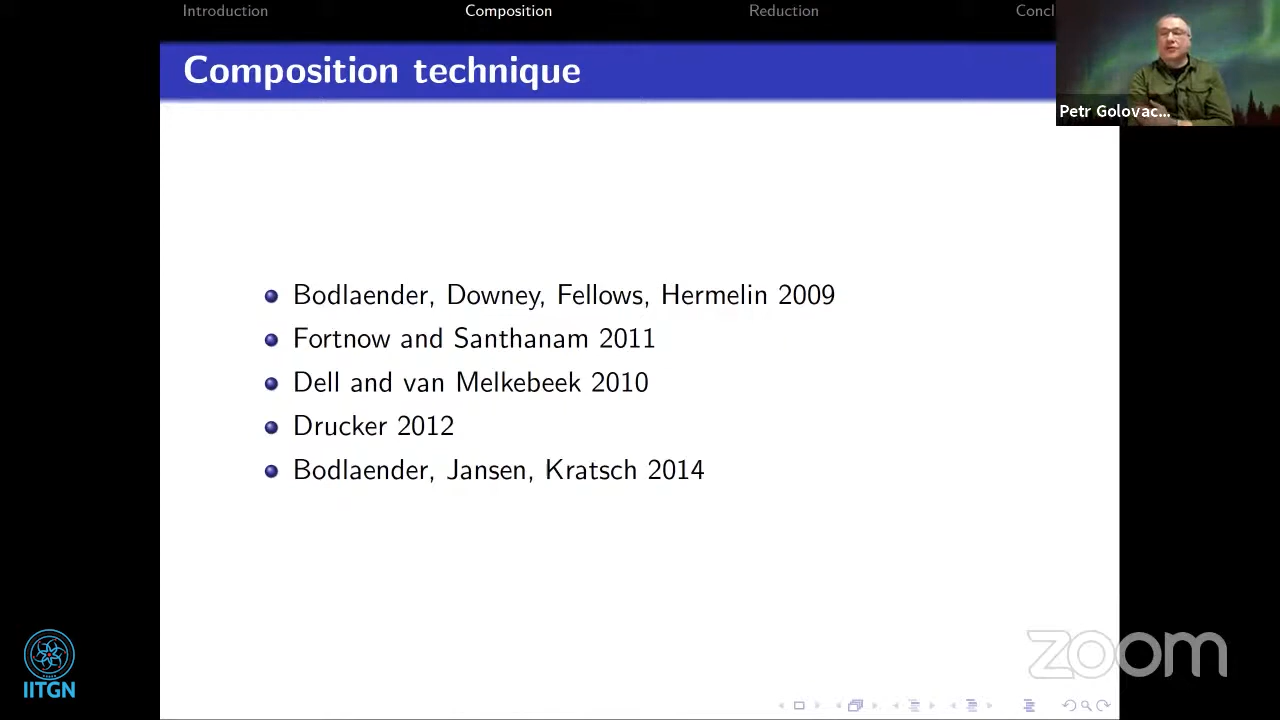 Introduction
Composition
Reduction
Concl
Composition technique
Petr Golovac...
Bodlaender, Downey, Fellows, Hermelin 2009
Fortnow and Santhanam 2011
Dell and van Melkebeek 2010
Drucker 2012
Bodlaender, Jansen, Kratsch 2014
IITGN
zoom